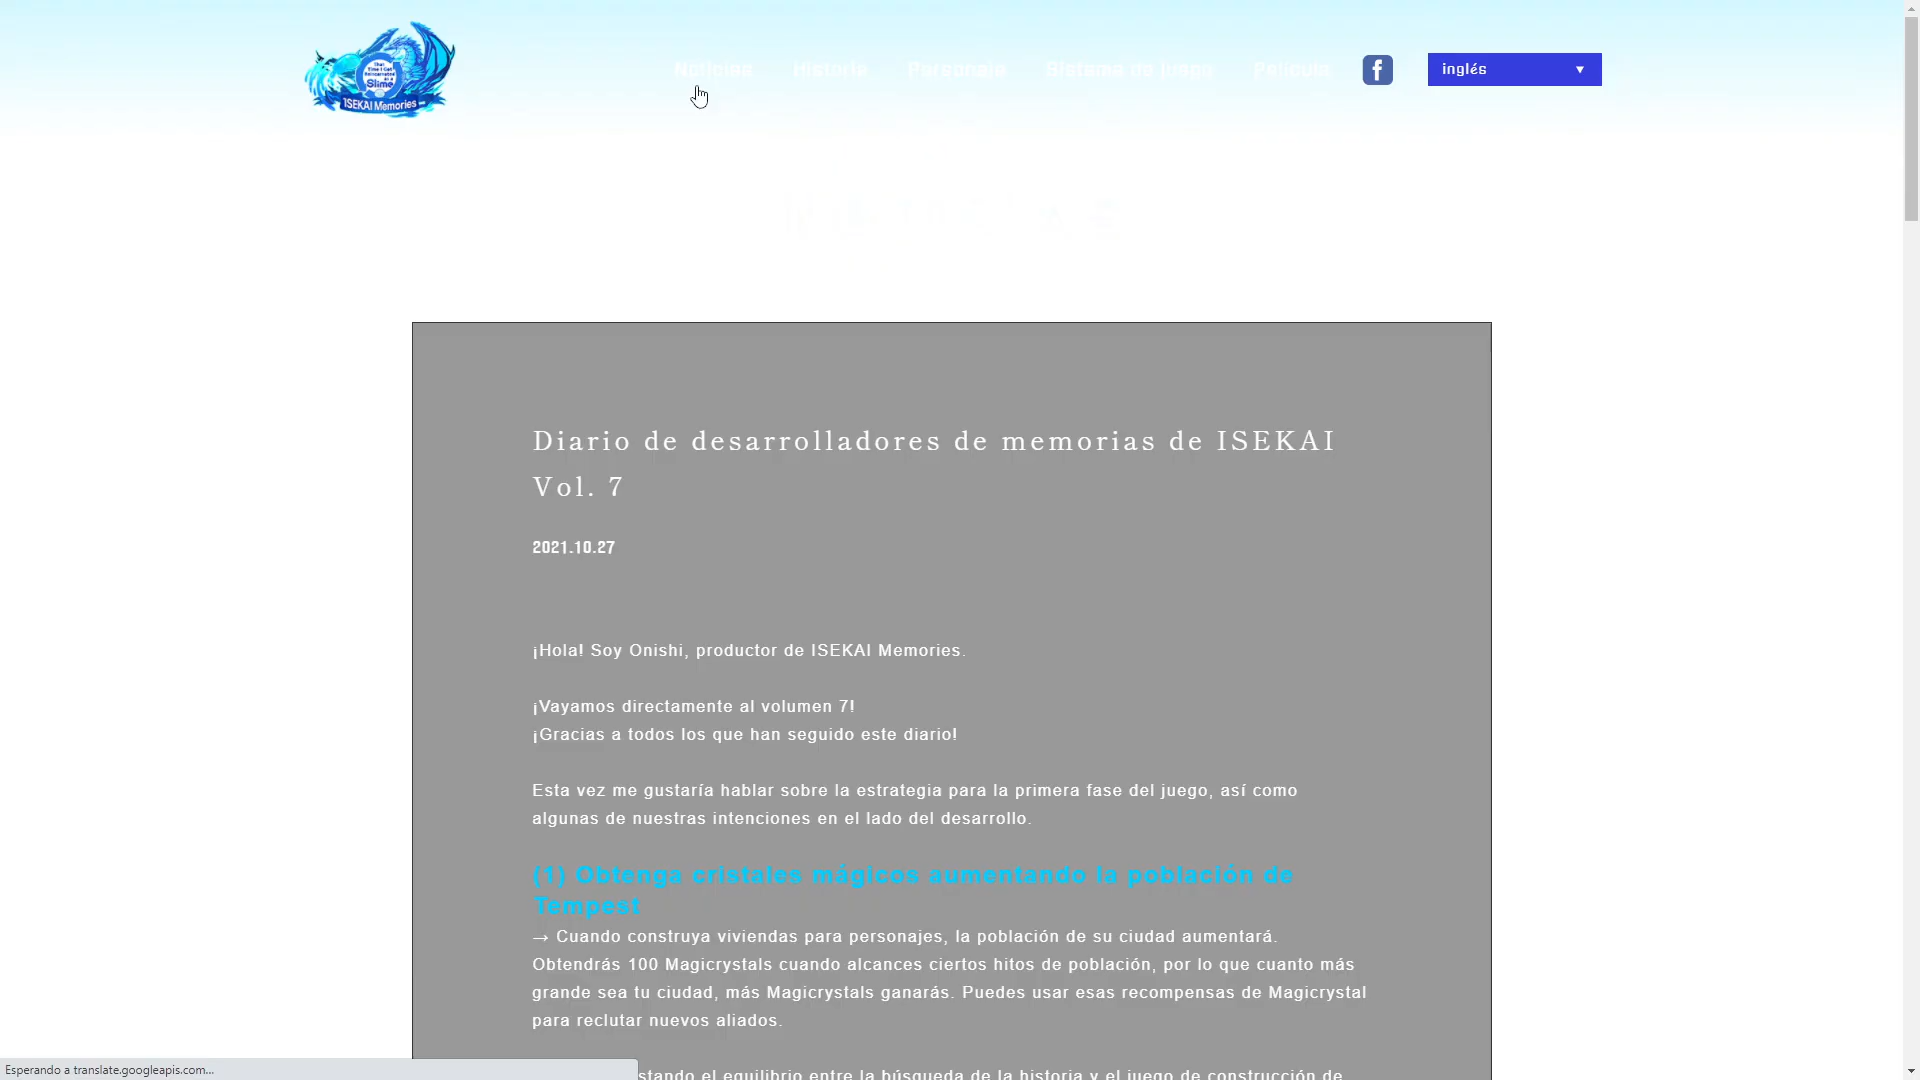 That
Time I Got
Reincarnated
as a
Slime
ISEKAI Memories
Noticias Historia Personaje Sistema de juego Película
inglés
Noticias
Diario de desarrolladores de memorias de ISEKAI
Vol. 7
2021.10.27
¡Hola! Soy Onishi, productor de ISEKAI Memories.
¡Vayamos directamente al volumen 7!
¡Gracias a todos los que han seguido este diario!
Esta vez me gustaría hablar sobre la estrategia para la primera fase del juego, así como
algunas de nuestras intenciones en el lado del desarrollo.
(1) Obtenga cristales mágicos aumentando la población de
Tempest
→ Cuando construya viviendas para personajes, la población de su ciudad aumentará.
Obtendrás 100 Magicrystals cuando alcances ciertos hitos de población, por lo que cuanto más
grande sea tu ciudad, más Magicrystals ganarás. Puedes usar esas recompensas de Magicrystal
para reclutar nuevos aliados.
el equilibrio entre la búsqueda de la historia y el juego de construcción de
Esperando a translate.googleapis.com...